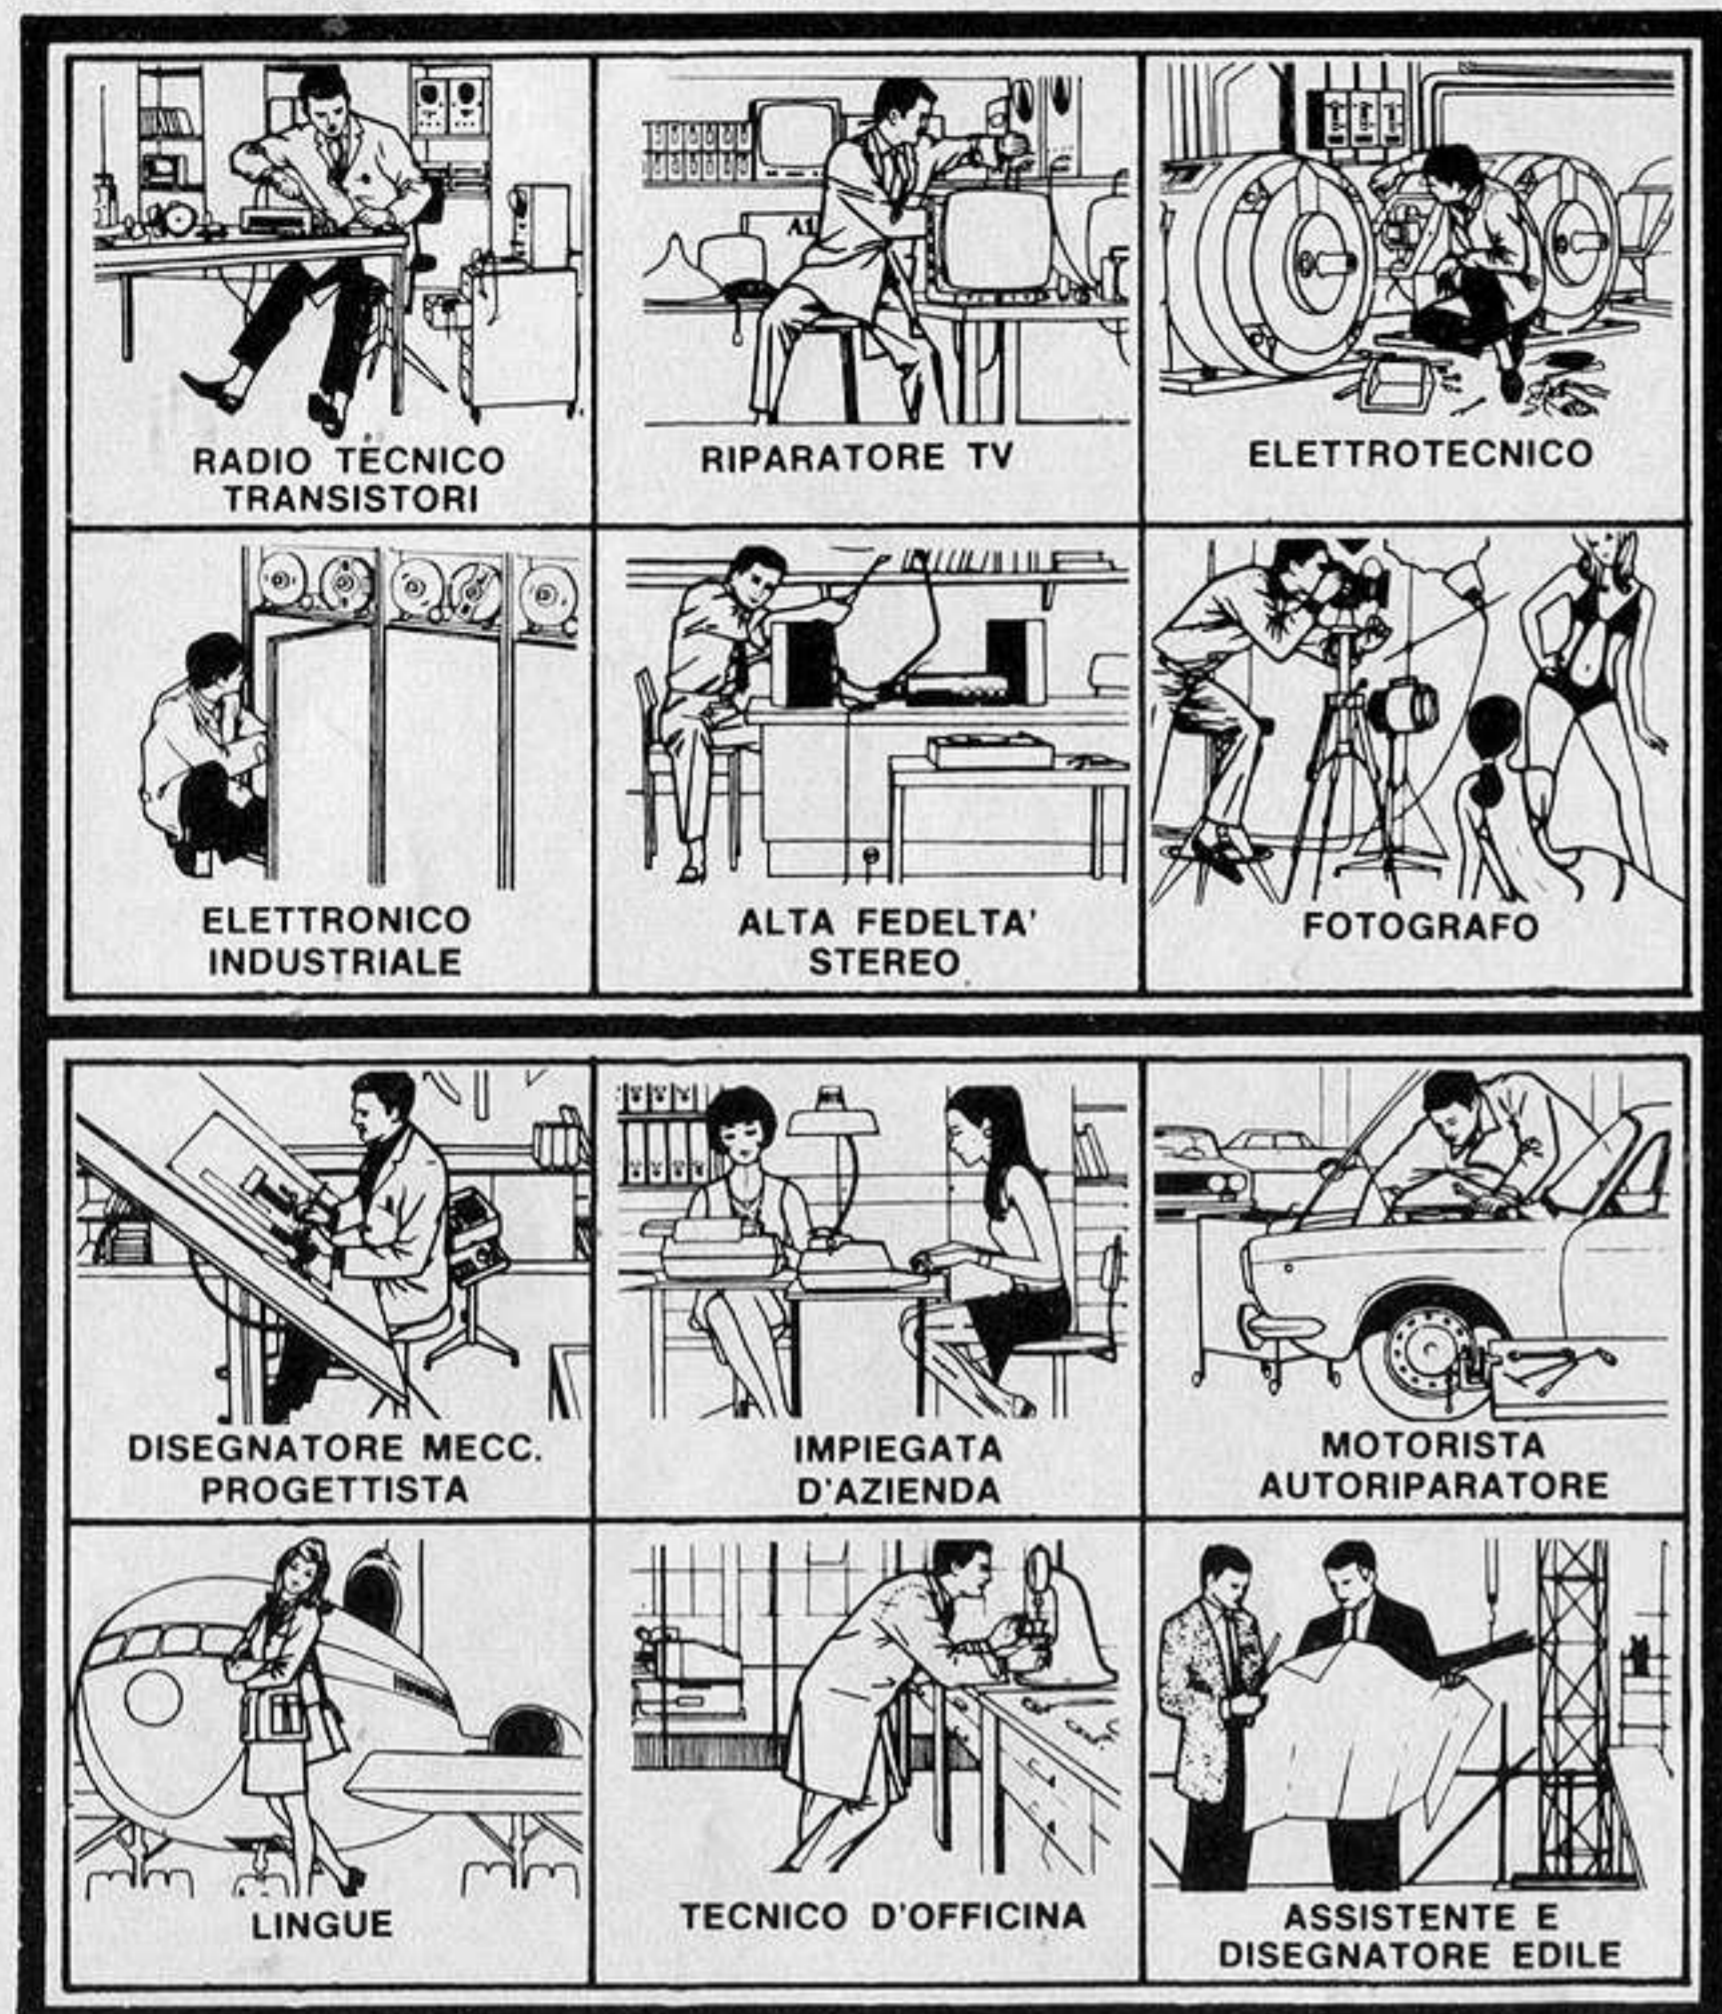 A1
RADIO TECNICO
TRANSISTORI
RIPARATORE TV
ELETTROTECNICO
ELETTRONICO
INDUSTRIALE
ALTA FEDELTA'
STEREO
FOTOGRAFO
DISEGNATORE MECC.
PROGETTISTA
IMPIEGATA
D'AZIENDA
MOTORISTA
AUTORIPARATORE
LINGUE
TECNICO D'OFFICINA
ASSISTENTE E
DISEGNATORE EDILE